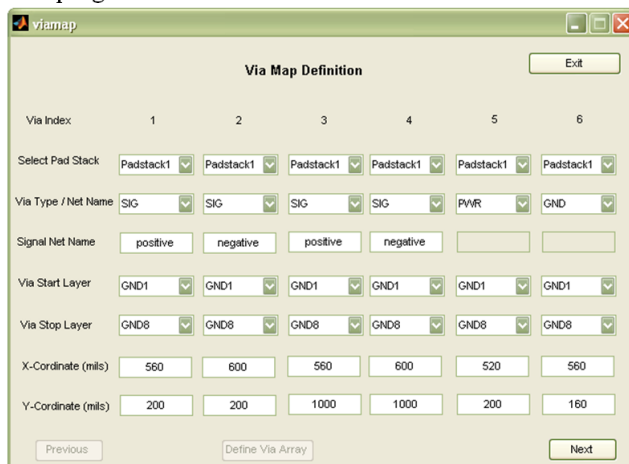 viamap
Via Map Definition
Exit
Via Index 1 2 3 4 5 6
Select Pad Stack Padstack1 Padstack1 Padstack1 Padstack1 Padstack1 Padstack1
Via Type / Net Name SIG SIG SIG SIG PWR GND
Signal Net Name positive negative positive negative
Via Start Layer GND1 GND1 GND1 GND1 GND1 GND1
Via Stop Layer GND8 GND8 GND8 GND8 GND8 GND8
X-Cordinate (mils) 560 600 560 600 520 560
Y-Cordinate (mils) 200 200 1000 1000 200 160
Previous Define Via Array Next